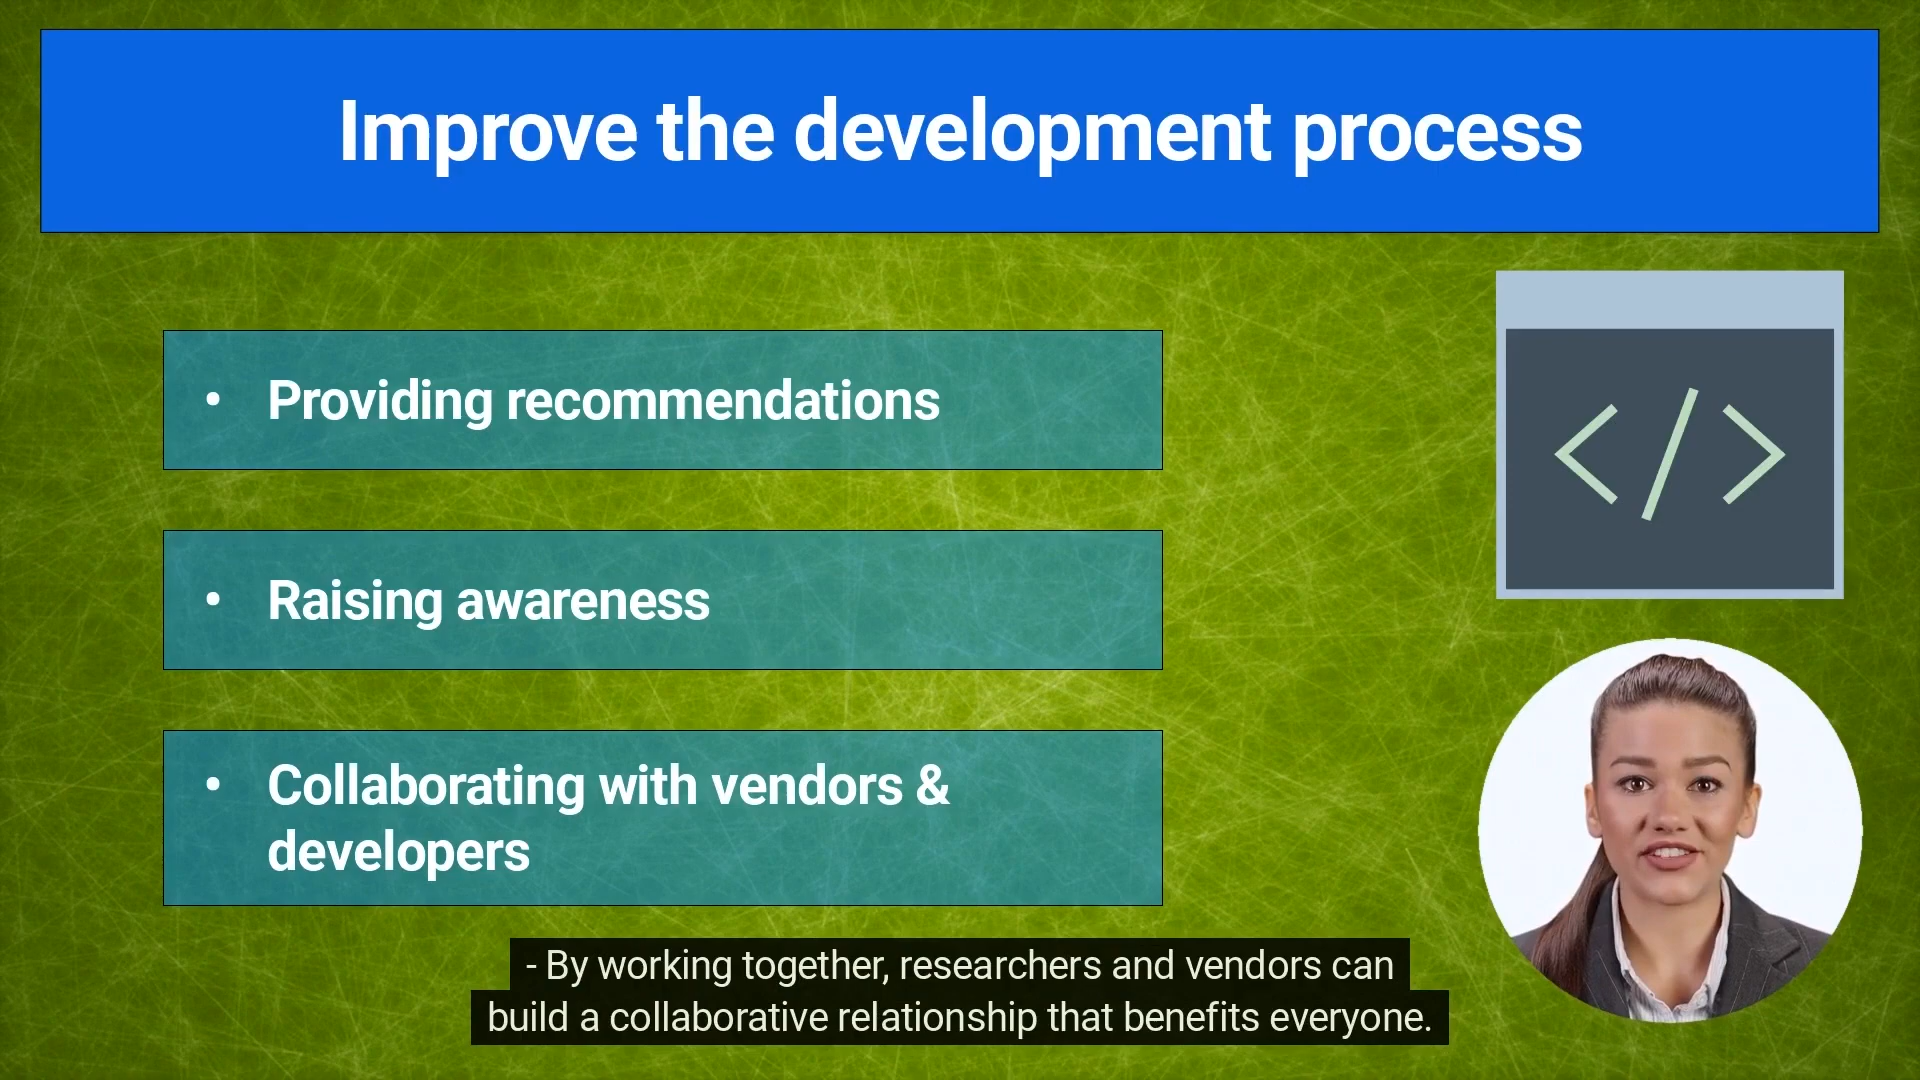 Improve the development process
• Providing recommendations
• Raising awareness
• Collaborating with vendors &
developers
</>
- By working together, researchers and vendors can
build a collaborative relationship that benefits everyone.